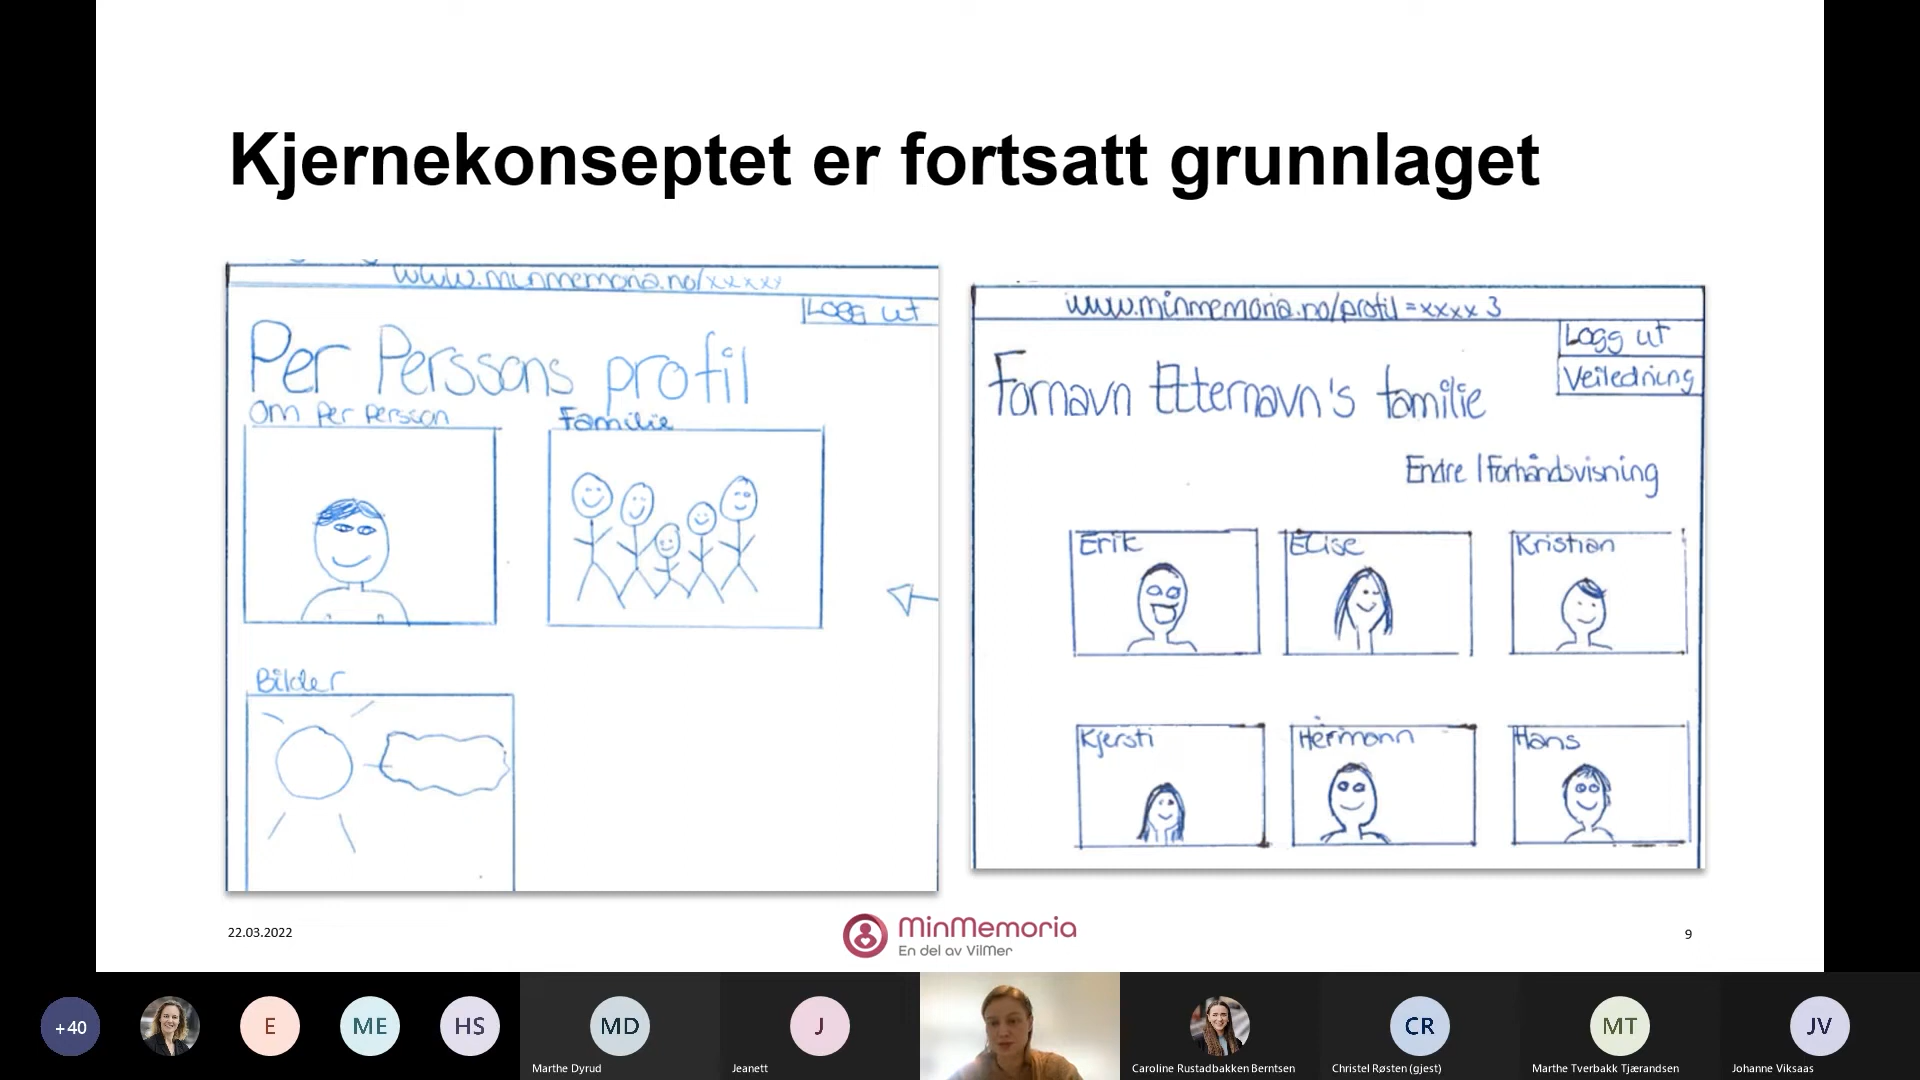 Kjernekonseptet er fortsatt grunnlaget
www.minmemoria.no/xxxxx
Logg ut
Per Perssons profil
Om Per Persson
Familie
Bilder
www.minmemoria.no/profil=xxxx 3
Logg ut
Veiledning
Fornavn Etternavn's familie
Endre | Forhåndsvisning
Erik
Elise
Kristian
Kjersti
Hermann
Hans
22.03.2022
MinMemoria
En del av VilMer
9
+40
E
ME
HS
MD
Marthe Dyrud
J
Jeanett
Caroline Rustadbakken Berntsen
CR
Christel Røsten (gjest)
MT
Marthe Tverbakk Tjærandsen
JV
Johanne Viksaas